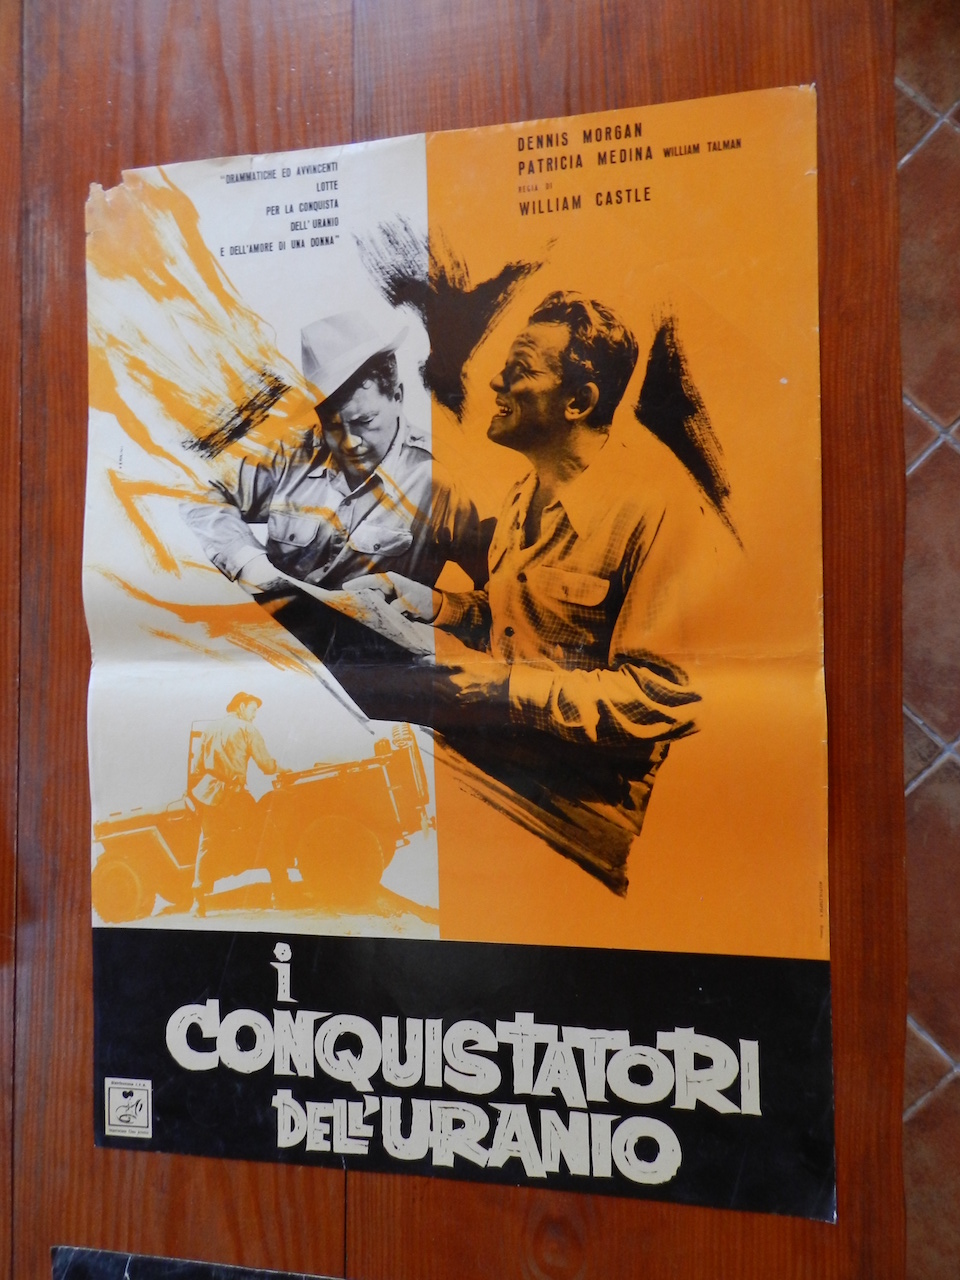 "DRAMMATICHE ED AVVINCENTI
LOTTE
PER LA CONQUISTA
DELL'URANIO
E DELL'AMORE DI UNA DONNA"
DENNIS MORGAN
PATRICIA MEDINA WILLIAM TALMAN
REGIA DI
WILLIAM CASTLE
i
CONQUISTATORI
DELL'URANIO